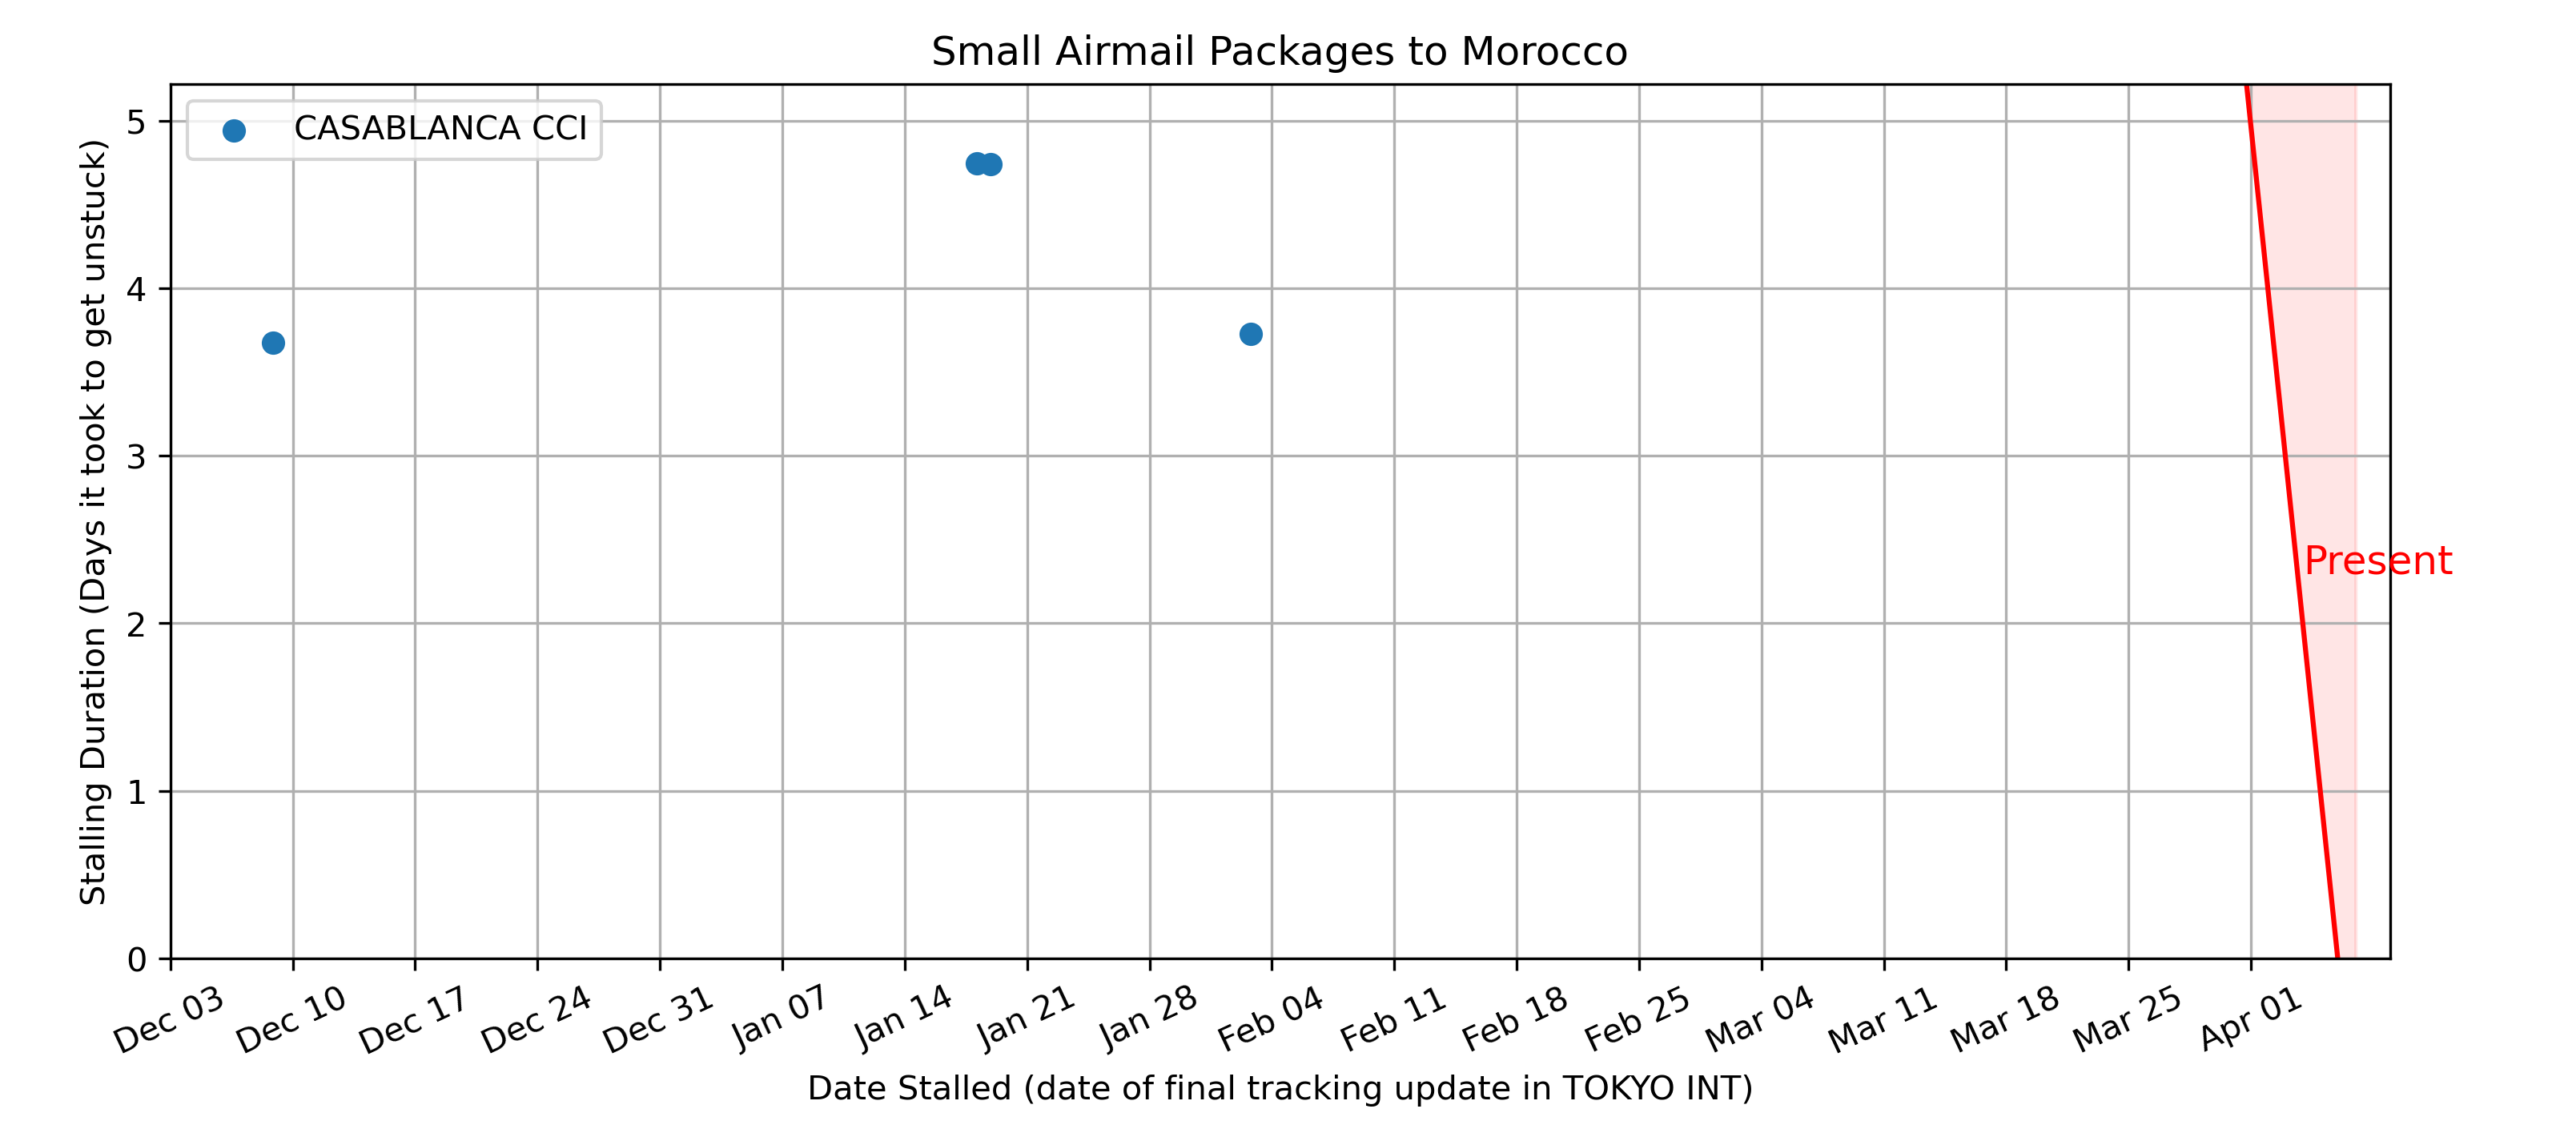 Small Airmail Packages to Morocco
CASABLANCA CCI
Stalling Duration (Days it took to get unstuck)
5
4
3
2
1
0
Present
Dec 03
Dec 10
Dec 17
Dec 24
Dec 31
Jan 07
Jan 14
Jan 21
Jan 28
Feb 04
Feb 11
Feb 18
Feb 25
Mar 04
Mar 11
Mar 18
Mar 25
Apr 01
Date Stalled (date of final tracking update in TOKYO INT)